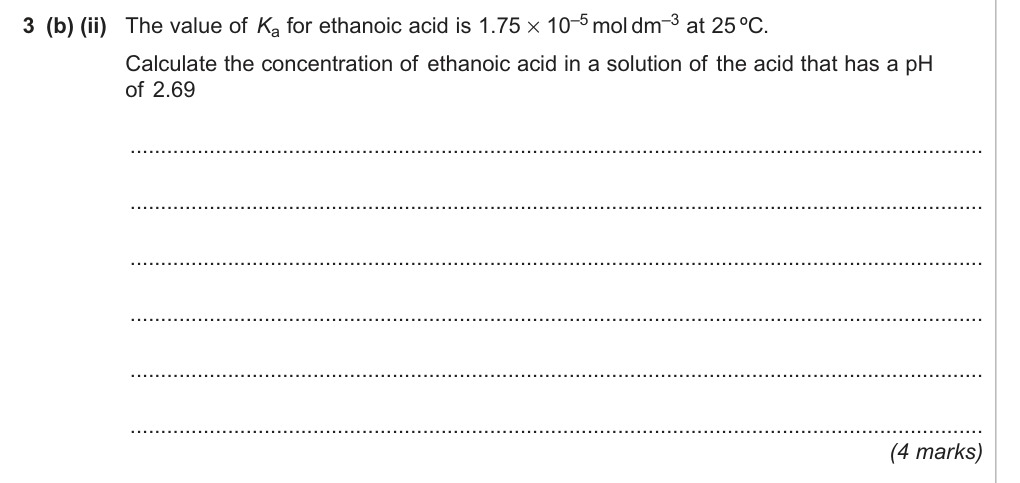 3 (b) (ii) The value of Kₐ for ethanoic acid is 1.75 × 10⁻⁵ mol dm⁻³ at 25 ºC.
Calculate the concentration of ethanoic acid in a solution of the acid that has a pH
of 2.69
(4 marks)